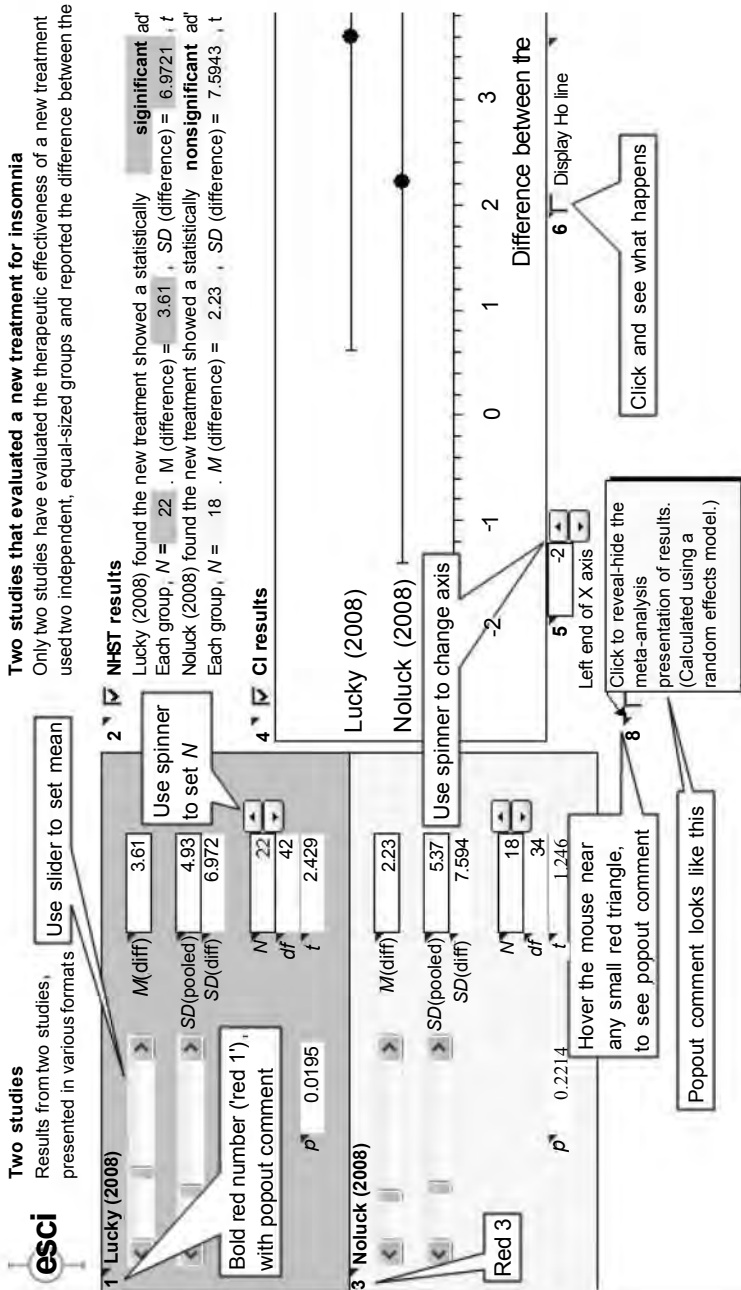 esci
Two studies
Results from two studies,
presented in various formats
Use slider to set mean
1 Lucky (2008)
M(diff) 3.61
SD(pooled) 4.93
SD(diff) 6.972
N 22
df 42
p 0.0195 t 2.429
Bold red number (red 1'),
with popout comment
Use spinner
to set N
3 Noluck (2008)
M(diff) 2.23
SD(pooled) 5.37
SD(diff) 7.594
N 18
df 34
p 0.2214 t 1.246
Red 3
Hover the mouse near
any small red triangle,
to see popout comment
Popout comment looks like this
Two studies that evaluated a new treatment for insomnia
Only two studies have evaluated the therapeutic effectiveness of a new treatment
used two independent, equal-sized groups and reported the difference between the
2 NHST results
Lucky (2008) found the new treatment showed a statistically siginificant ad'
Each group, N = 22 . M (difference) = 3.61 , SD (difference) = 6.9721 , t
Noluck (2008) found the new treatment showed a statistically nonsignificant ad'
Each group, N = 18 . M (difference) = 2.23 , SD (difference) = 7.5943 , t
4 CI results
Lucky (2008)
Noluck (2008)
Use spinner to change axis
-2 -1 0 1 2 3
Difference between the
5 -2
Left end of X axis
6 Display Ho line
Click and see what happens
8
Click to reveal-hide the
meta-analysis
presentation of results.
(Calculated using a
random effects model.)